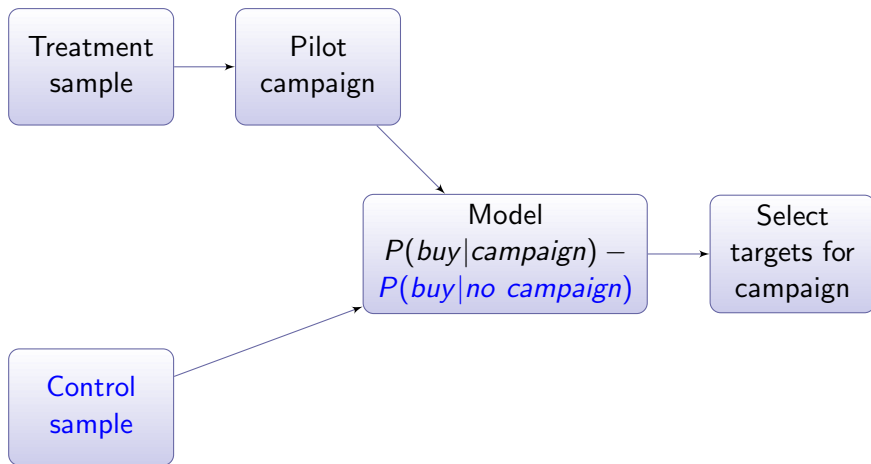 Treatment
sample
Pilot
campaign
Model
P(buy|campaign) −
P(buy|no campaign)
Select
targets for
campaign
Control
sample